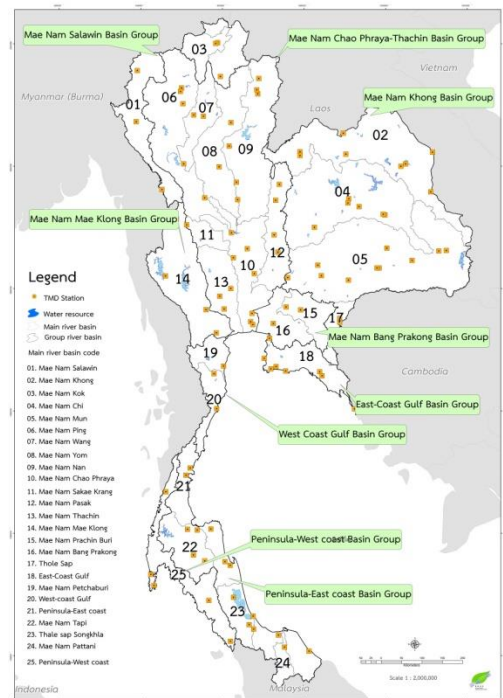 Mae Nam Salawin Basin Group
Mae Nam Chao Phraya-Thachin Basin Group
03
Vietnam
Myanmar (Burma)
06
01
07
Laos
Mae Nam Khong Basin Group
02
09
08
04
Mae Nam Mae Klong Basin Group
11
12
10
05
14
13
15
17
16
Mae Nam Bang Prakong Basin Group
19
18
Cambodia
20
East-Coast Gulf Basin Group
West Coast Gulf Basin Group
21
Peninsula-West coast Basin Group
22
25
Peninsula-East coast Basin Group
23
24
Indonesia
Malaysia
Scale 1 : 2,000,000
Legend
TMD Station
Water resource
Main river basin
Group river basin
Main river basin code
01. Mae Nam Salawin
02. Mae Nam Khong
03. Mae Nam Kok
04. Mae Nam Chi
05. Mae Nam Mun
06. Mae Nam Ping
07. Mae Nam Wang
08. Mae Nam Yom
09. Mae Nam Nan
10. Mae Nam Chao Phraya
11. Mae Nam Sakae Krang
12. Mae Nam Pasak
13. Mae Nam Thachin
14. Mae Nam Mae Klong
15. Mae Nam Prachin Buri
16. Mae Nam Bang Prakong
17. Thole Sap
18. East-Coast Gulf
19. Mae Nam Petchaburi
20. West-coast Gulf
21. Peninsula-East coast
22. Mae Nam Tapi
23. Thale sap Songkhla
24. Mae Nam Pattani
25. Peninsula-West coast